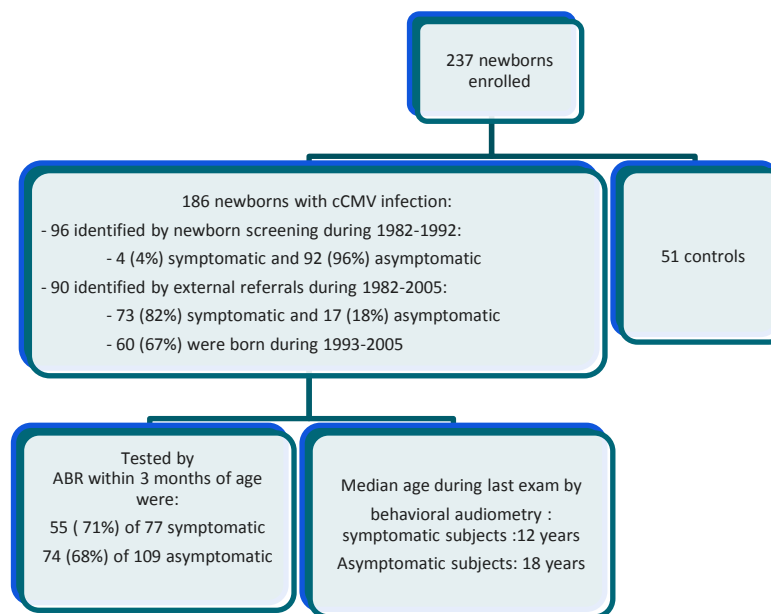 237 newborns
enrolled
186 newborns with cCMV infection:
- 96 identified by newborn screening during 1982-1992:
- 4 (4%) symptomatic and 92 (96%) asymptomatic
- 90 identified by external referrals during 1982-2005:
- 73 (82%) symptomatic and 17 (18%) asymptomatic
- 60 (67%) were born during 1993-2005
51 controls
Tested by
ABR within 3 months of age
were:
55 ( 71%) of 77 symptomatic
74 (68%) of 109 asymptomatic
Median age during last exam by
behavioral audiometry :
symptomatic subjects :12 years
Asymptomatic subjects: 18 years